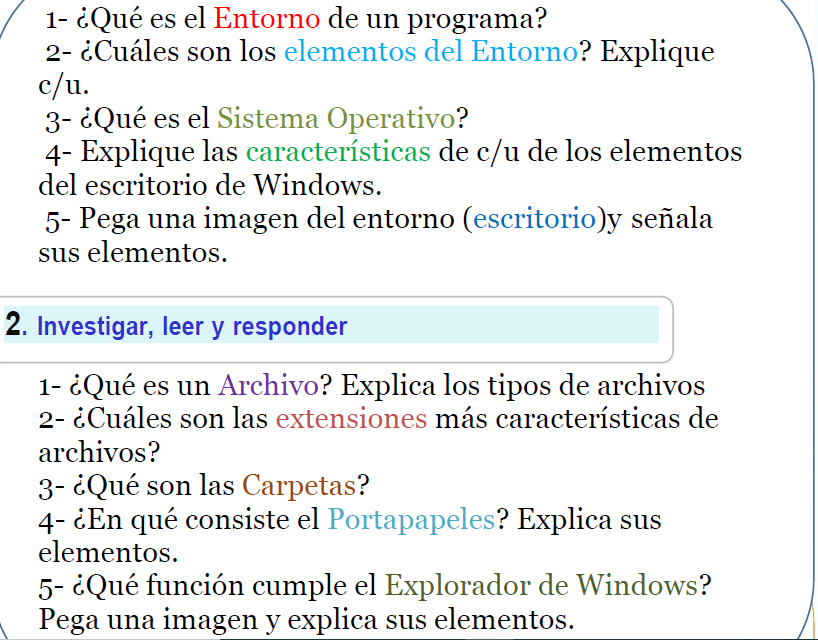 1- ¿Qué es el Entorno de un programa?
2- ¿Cuáles son los elementos del Entorno? Explique
c/u.
3- ¿Qué es el Sistema Operativo?
4- Explique las características de c/u de los elementos
del escritorio de Windows.
5- Pega una imagen del entorno (escritorio)y señala
sus elementos.
2. Investigar, leer y responder
1- ¿Qué es un Archivo? Explica los tipos de archivos
2- ¿Cuáles son las extensiones más características de
archivos?
3- ¿Qué son las Carpetas?
4- ¿En qué consiste el Portapapeles? Explica sus
elementos.
5- ¿Qué función cumple el Explorador de Windows?
Pega una imagen y explica sus elementos.